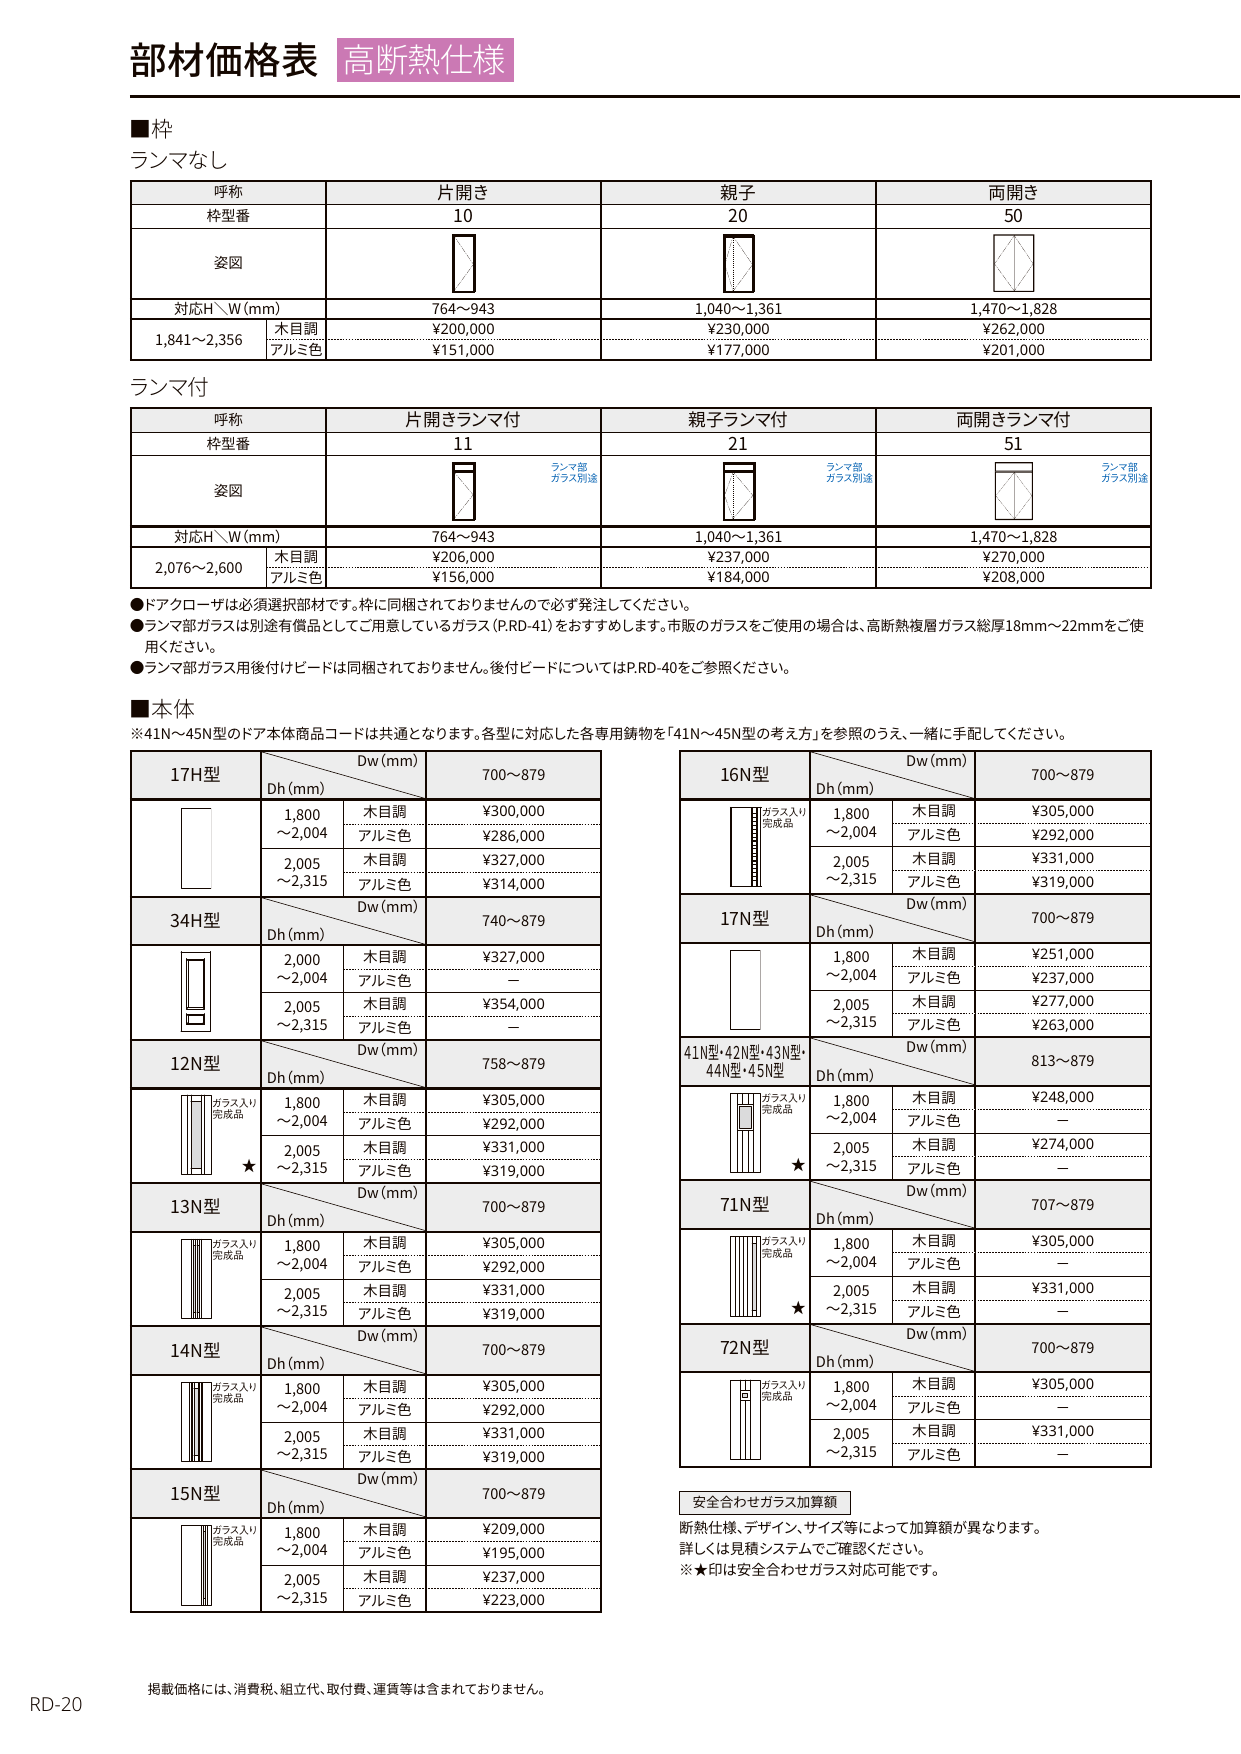 部材価格表 高断熱仕様
■枠
ランマなし
呼称 片開き 親子 両開き
枠型番 10 20 50
姿図
対応H＼W（mm） 764～943 1,040～1,361 1,470～1,828
1,841～2,356 木目調 ¥200,000 ¥230,000 ¥262,000
アルミ色 ¥151,000 ¥177,000 ¥201,000
ランマ付
呼称 片開きランマ付 親子ランマ付 両開きランマ付
枠型番 11 21 51
姿図 ランマ部 ランマ部 ランマ部
ガラス別途 ガラス別途 ガラス別途
対応H＼W（mm） 764～943 1,040～1,361 1,470～1,828
2,076～2,600 木目調 ¥206,000 ¥237,000 ¥270,000
アルミ色 ¥156,000 ¥184,000 ¥208,000
●ドアクローザは必須選択部材です。枠に同梱されておりませんので必ず発注してください。
●ランマ部ガラスは別途有償品としてご用意しているガラス（P.RD-41）をおすすめします。市販のガラスをご使用の場合は、高断熱複層ガラス総厚18mm～22mmをご使
用ください。
●ランマ部ガラス用後付けビードは同梱されておりません。後付ビードについてはP.RD-40をご参照ください。
■本体
※41N～45N型のドア本体商品コードは共通となります。各型に対応した各専用鋳物を「41N～45N型の考え方」を参照のうえ、一緒に手配してください。
17H型 Dw（mm） 700～879
Dh（mm）
1,800 木目調 ¥300,000
～2,004 アルミ色 ¥286,000
2,005 木目調 ¥327,000
～2,315 アルミ色 ¥314,000
34H型 Dw（mm） 740～879
Dh（mm）
2,000 木目調 ¥327,000
～2,004 アルミ色 －
2,005 木目調 ¥354,000
～2,315 アルミ色 －
12N型 Dw（mm） 758～879
Dh（mm）
ガラス入り 1,800 木目調 ¥305,000
完成品 ～2,004 アルミ色 ¥292,000
2,005 木目調 ¥331,000
★ ～2,315 アルミ色 ¥319,000
13N型 Dw（mm） 700～879
Dh（mm）
ガラス入り 1,800 木目調 ¥305,000
完成品 ～2,004 アルミ色 ¥292,000
2,005 木目調 ¥331,000
～2,315 アルミ色 ¥319,000
14N型 Dw（mm） 700～879
Dh（mm）
ガラス入り 1,800 木目調 ¥305,000
完成品 ～2,004 アルミ色 ¥292,000
2,005 木目調 ¥331,000
～2,315 アルミ色 ¥319,000
15N型 Dw（mm） 700～879
Dh（mm）
ガラス入り 1,800 木目調 ¥209,000
完成品 ～2,004 アルミ色 ¥195,000
2,005 木目調 ¥237,000
～2,315 アルミ色 ¥223,000
16N型 Dw（mm） 700～879
Dh（mm）
ガラス入り 1,800 木目調 ¥305,000
完成品 ～2,004 アルミ色 ¥292,000
2,005 木目調 ¥331,000
～2,315 アルミ色 ¥319,000
17N型 Dw（mm） 700～879
Dh（mm）
1,800 木目調 ¥251,000
～2,004 アルミ色 ¥237,000
2,005 木目調 ¥277,000
～2,315 アルミ色 ¥263,000
41N型・42N型・43N型・ Dw（mm） 813～879
44N型・45N型 Dh（mm）
ガラス入り 1,800 木目調 ¥248,000
完成品 ～2,004 アルミ色 －
2,005 木目調 ¥274,000
★ ～2,315 アルミ色 －
71N型 Dw（mm） 707～879
Dh（mm）
ガラス入り 1,800 木目調 ¥305,000
完成品 ～2,004 アルミ色 －
2,005 木目調 ¥331,000
★ ～2,315 アルミ色 －
72N型 Dw（mm） 700～879
Dh（mm）
ガラス入り 1,800 木目調 ¥305,000
完成品 ～2,004 アルミ色 －
2,005 木目調 ¥331,000
～2,315 アルミ色 －
安全合わせガラス加算額
断熱仕様、デザイン、サイズ等によって加算額が異なります。
詳しくは見積システムでご確認ください。
※★印は安全合わせガラス対応可能です。
掲載価格には、消費税、組立代、取付費、運賃等は含まれておりません。
RD-20